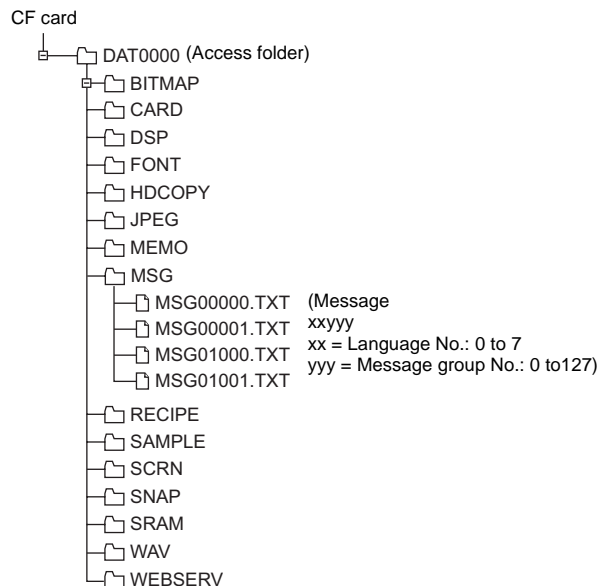 CF card
DAT0000 (Access folder)
BITMAP
CARD
DSP
FONT
HDCOPY
JPEG
MEMO
MSG
MSG00000.TXT (Message
MSG00001.TXT xxyyy
MSG01000.TXT xx = Language No.: 0 to 7
MSG01001.TXT yyy = Message group No.: 0 to127)
RECIPE
SAMPLE
SCRN
SNAP
SRAM
WAV
WEBSERV